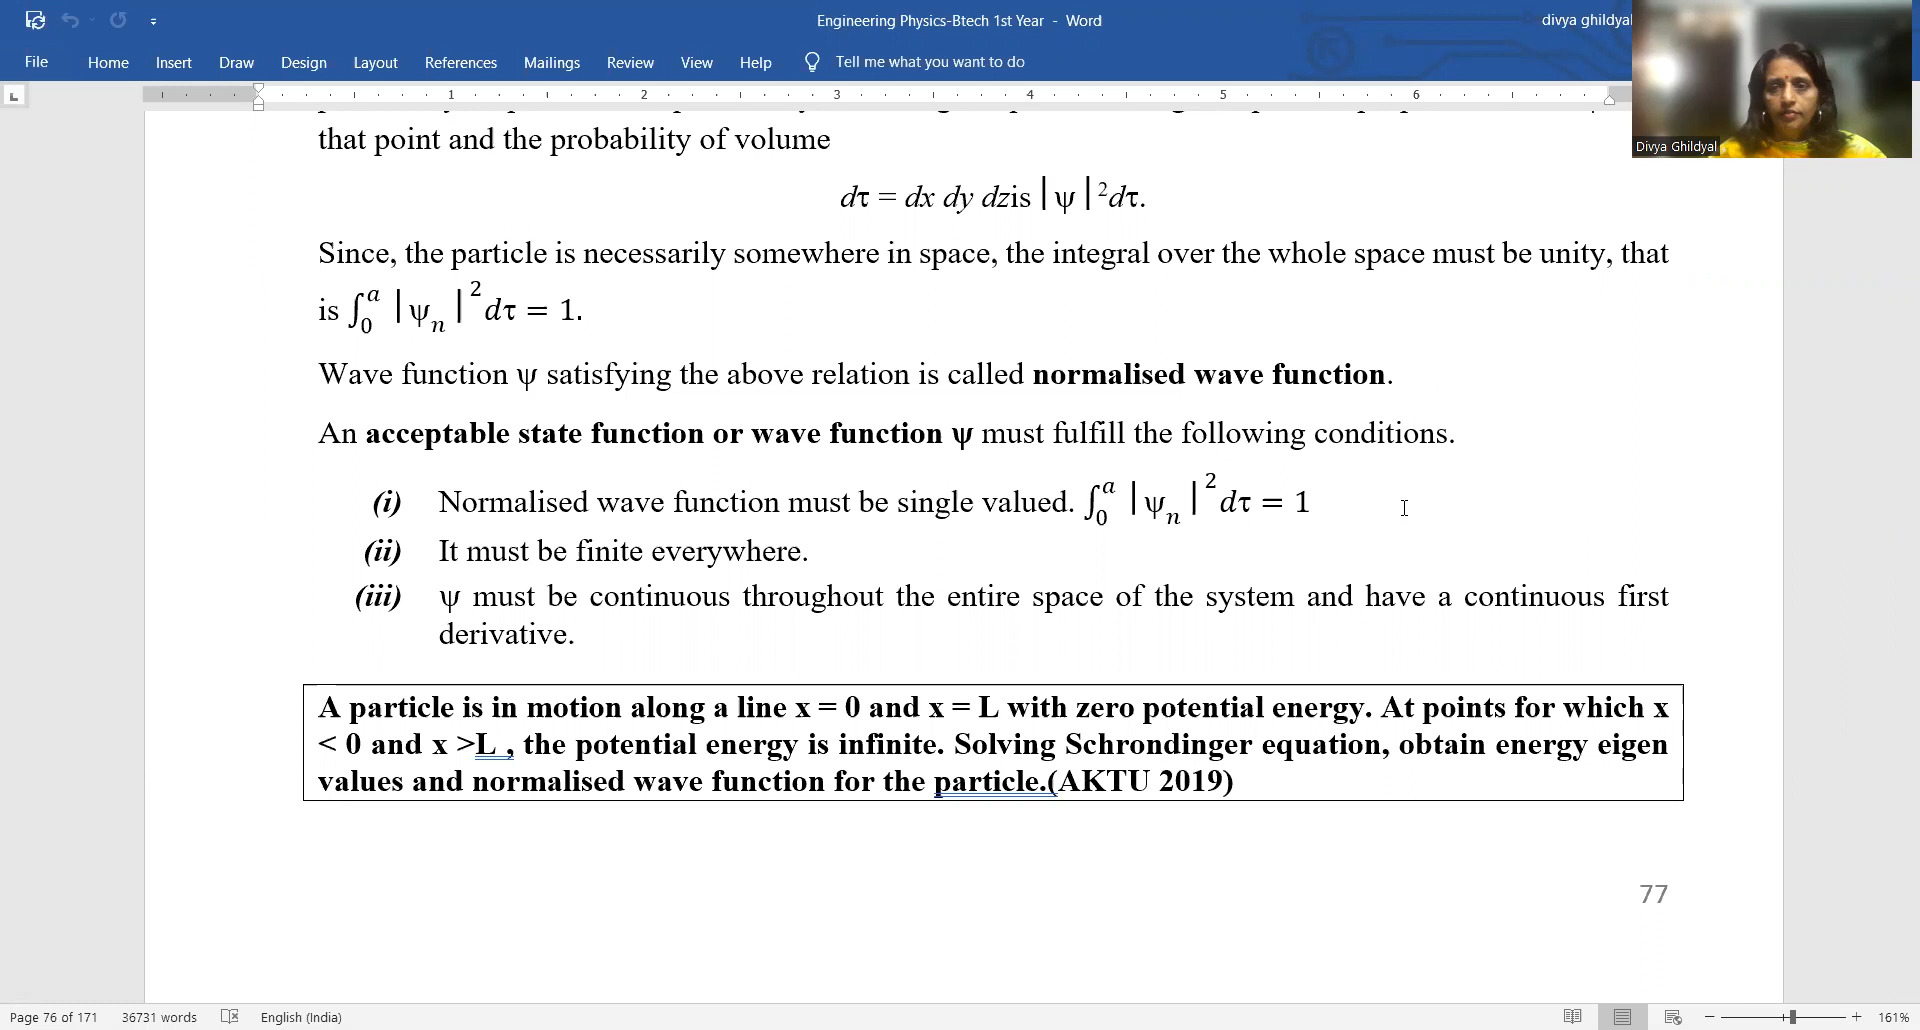 Engineering Physics-Btech 1st Year - Word
divya ghildyal
File Home Insert Draw Design Layout References Mailings Review View Help Tell me what you want to do
1 2 3 4 5 6
Divya Ghildyal
that point and the probability of volume
dτ = dx dy dzis |ψ|²dτ.
Since, the particle is necessarily somewhere in space, the integral over the whole space must be unity, that
is ∫₀ᵃ |ψₙ|² dτ = 1.
Wave function ψ satisfying the above relation is called normalised wave function.
An acceptable state function or wave function ψ must fulfill the following conditions.
(i) Normalised wave function must be single valued. ∫₀ᵃ |ψₙ|² dτ = 1
(ii) It must be finite everywhere.
(iii) ψ must be continuous throughout the entire space of the system and have a continuous first
derivative.
A particle is in motion along a line x = 0 and x = L with zero potential energy. At points for which x
< 0 and x >L , the potential energy is infinite. Solving Schrondinger equation, obtain energy eigen
values and normalised wave function for the particle.(AKTU 2019)
77
Page 76 of 171 36731 words English (India) 161%